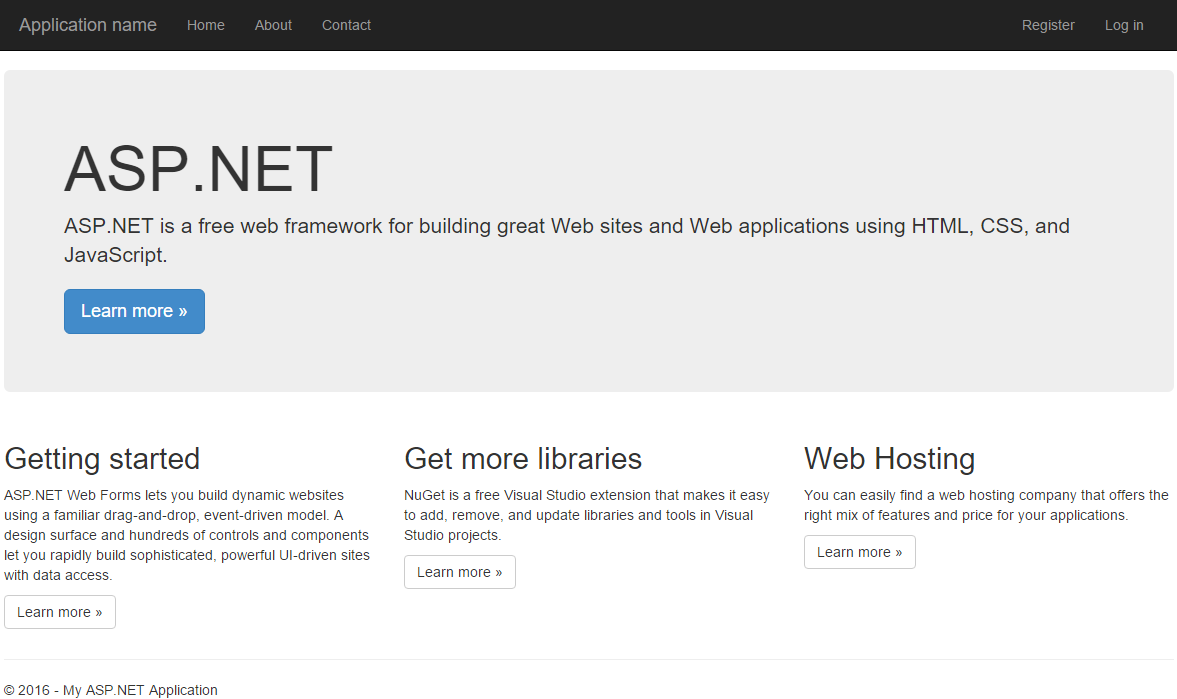 Application name Home About Contact Register Log in
ASP.NET
ASP.NET is a free web framework for building great Web sites and Web applications using HTML, CSS, and
JavaScript.
Learn more »
Getting started
ASP.NET Web Forms lets you build dynamic websites
using a familiar drag-and-drop, event-driven model. A
design surface and hundreds of controls and components
let you rapidly build sophisticated, powerful UI-driven sites
with data access.
Learn more »
Get more libraries
NuGet is a free Visual Studio extension that makes it easy
to add, remove, and update libraries and tools in Visual
Studio projects.
Learn more »
Web Hosting
You can easily find a web hosting company that offers the
right mix of features and price for your applications.
Learn more »
© 2016 - My ASP.NET Application